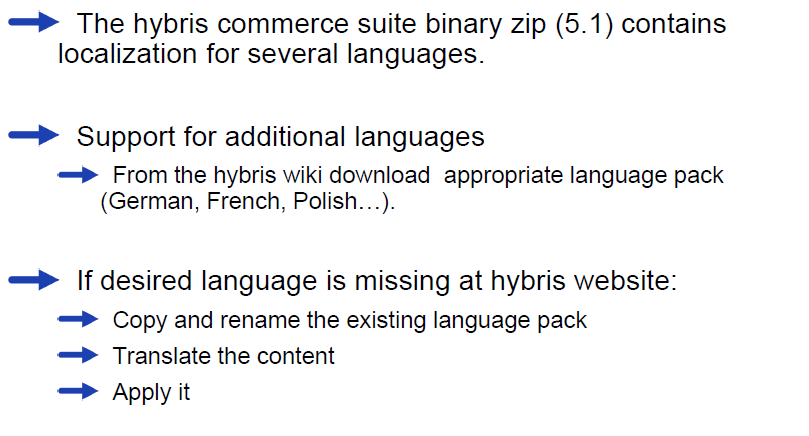 The hybris commerce suite binary zip (5.1) contains
localization for several languages.
Support for additional languages
From the hybris wiki download appropriate language pack
(German, French, Polish…).
If desired language is missing at hybris website:
Copy and rename the existing language pack
Translate the content
Apply it